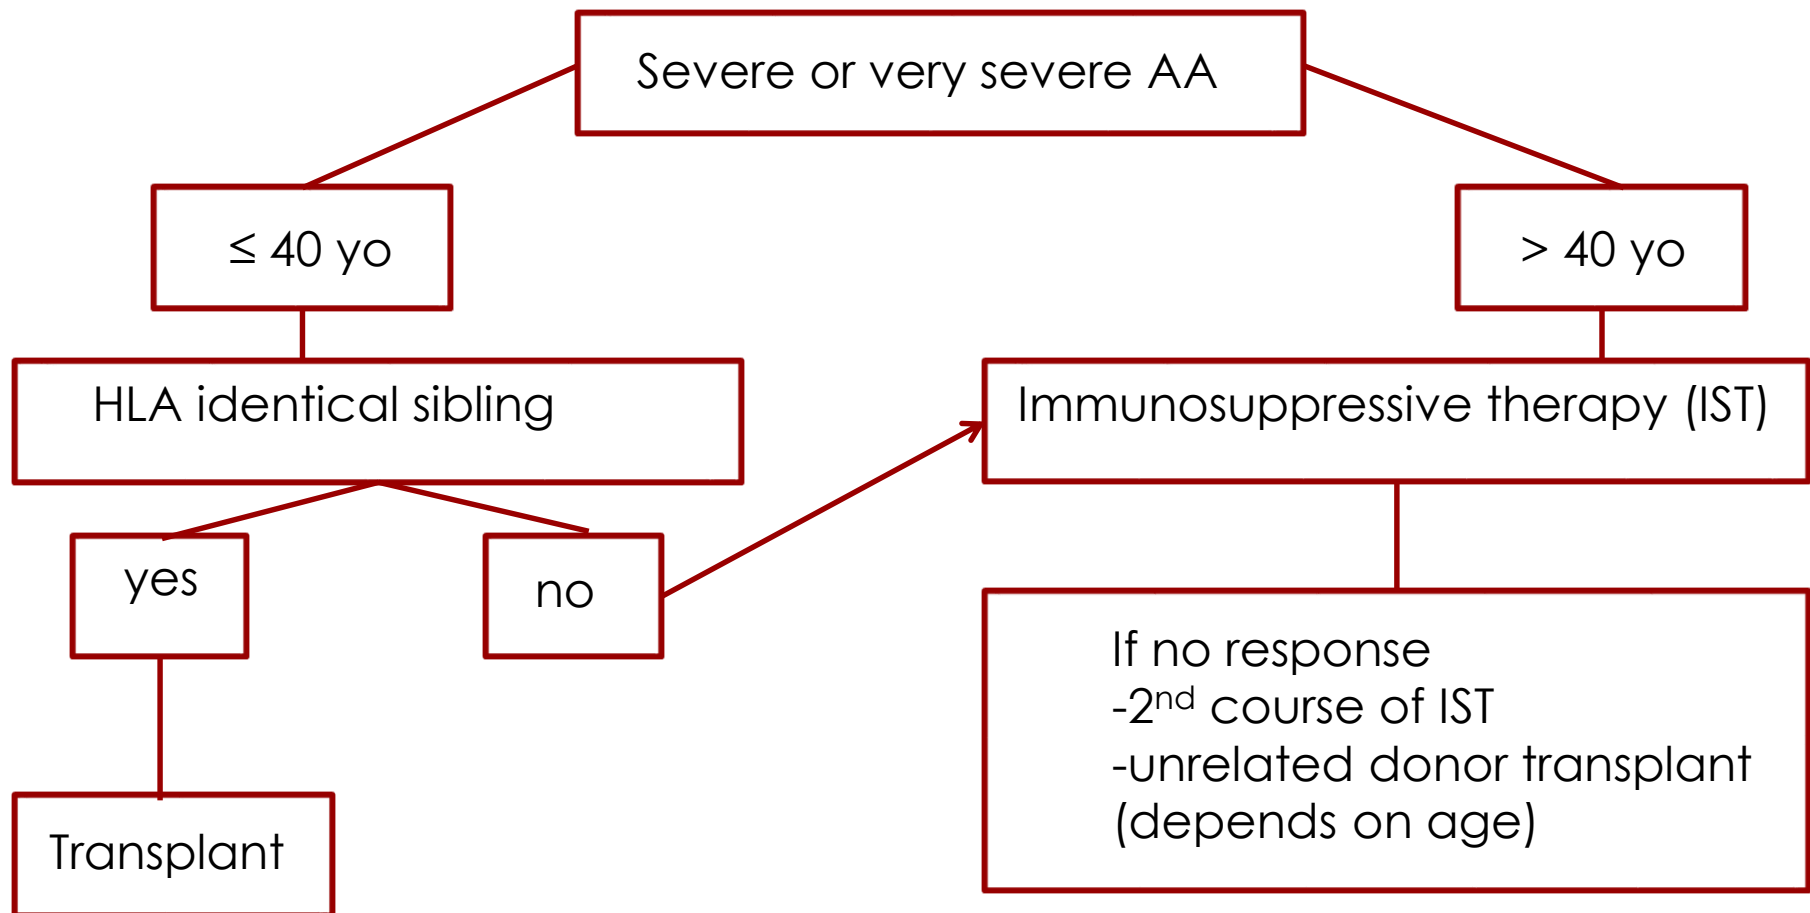 Severe or very severe AA
≤ 40 yo
> 40 yo
HLA identical sibling
Immunosuppressive therapy (IST)
yes
no
If no response
-2nd course of IST
-unrelated donor transplant
(depends on age)
Transplant